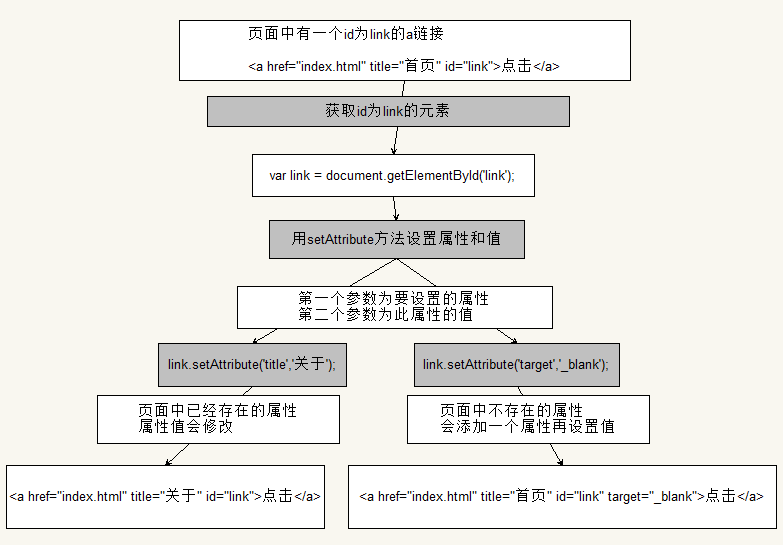 页面中有一个id为link的a链接
<a href="index.html" title="首页" id="link">点击</a>
获取id为link的元素
var link = document.getElementById('link');
用setAttribute方法设置属性和值
第一个参数为要设置的属性
第二个参数为此属性的值
link.setAttribute('title','关于');
link.setAttribute('target','_blank');
页面中已经存在的属性
属性值会修改
页面中不存在的属性
会添加一个属性再设置值
<a href="index.html" title="关于" id="link">点击</a>
<a href="index.html" title="首页" id="link" target="_blank">点击</a>